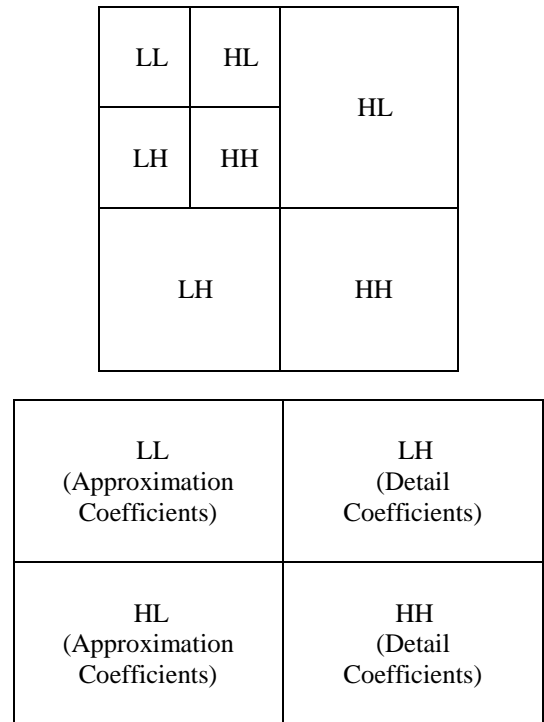 LL HL
HL
LH HH
LH HH
LL
(Approximation
Coefficients)
LH
(Detail
Coefficients)
HL
(Approximation
Coefficients)
HH
(Detail
Coefficients)